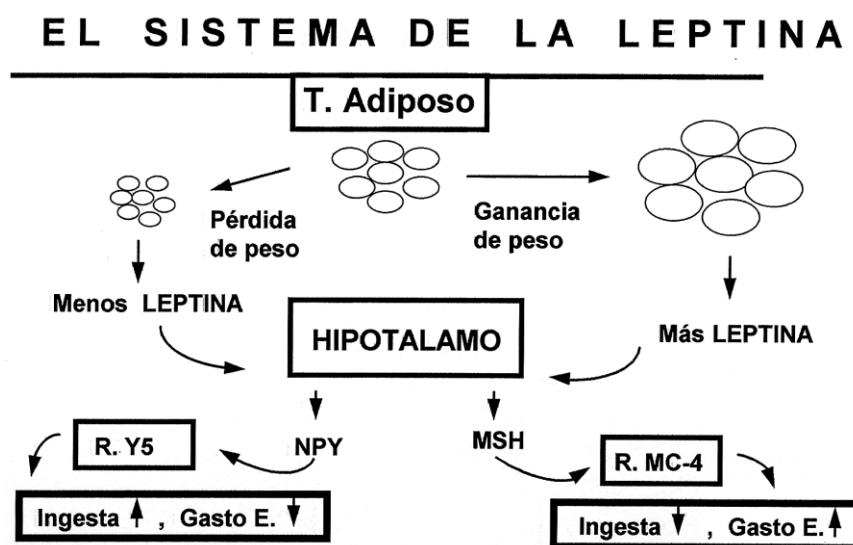 EL SISTEMA DE LA LEPTINA
T. Adiposo
Pérdida
de peso
Ganancia
de peso
Menos LEPTINA
Más LEPTINA
HIPOTALAMO
NPY
MSH
R. Y5
R. MC-4
Ingesta ↑ , Gasto E. ↓
Ingesta ↓ , Gasto E. ↑